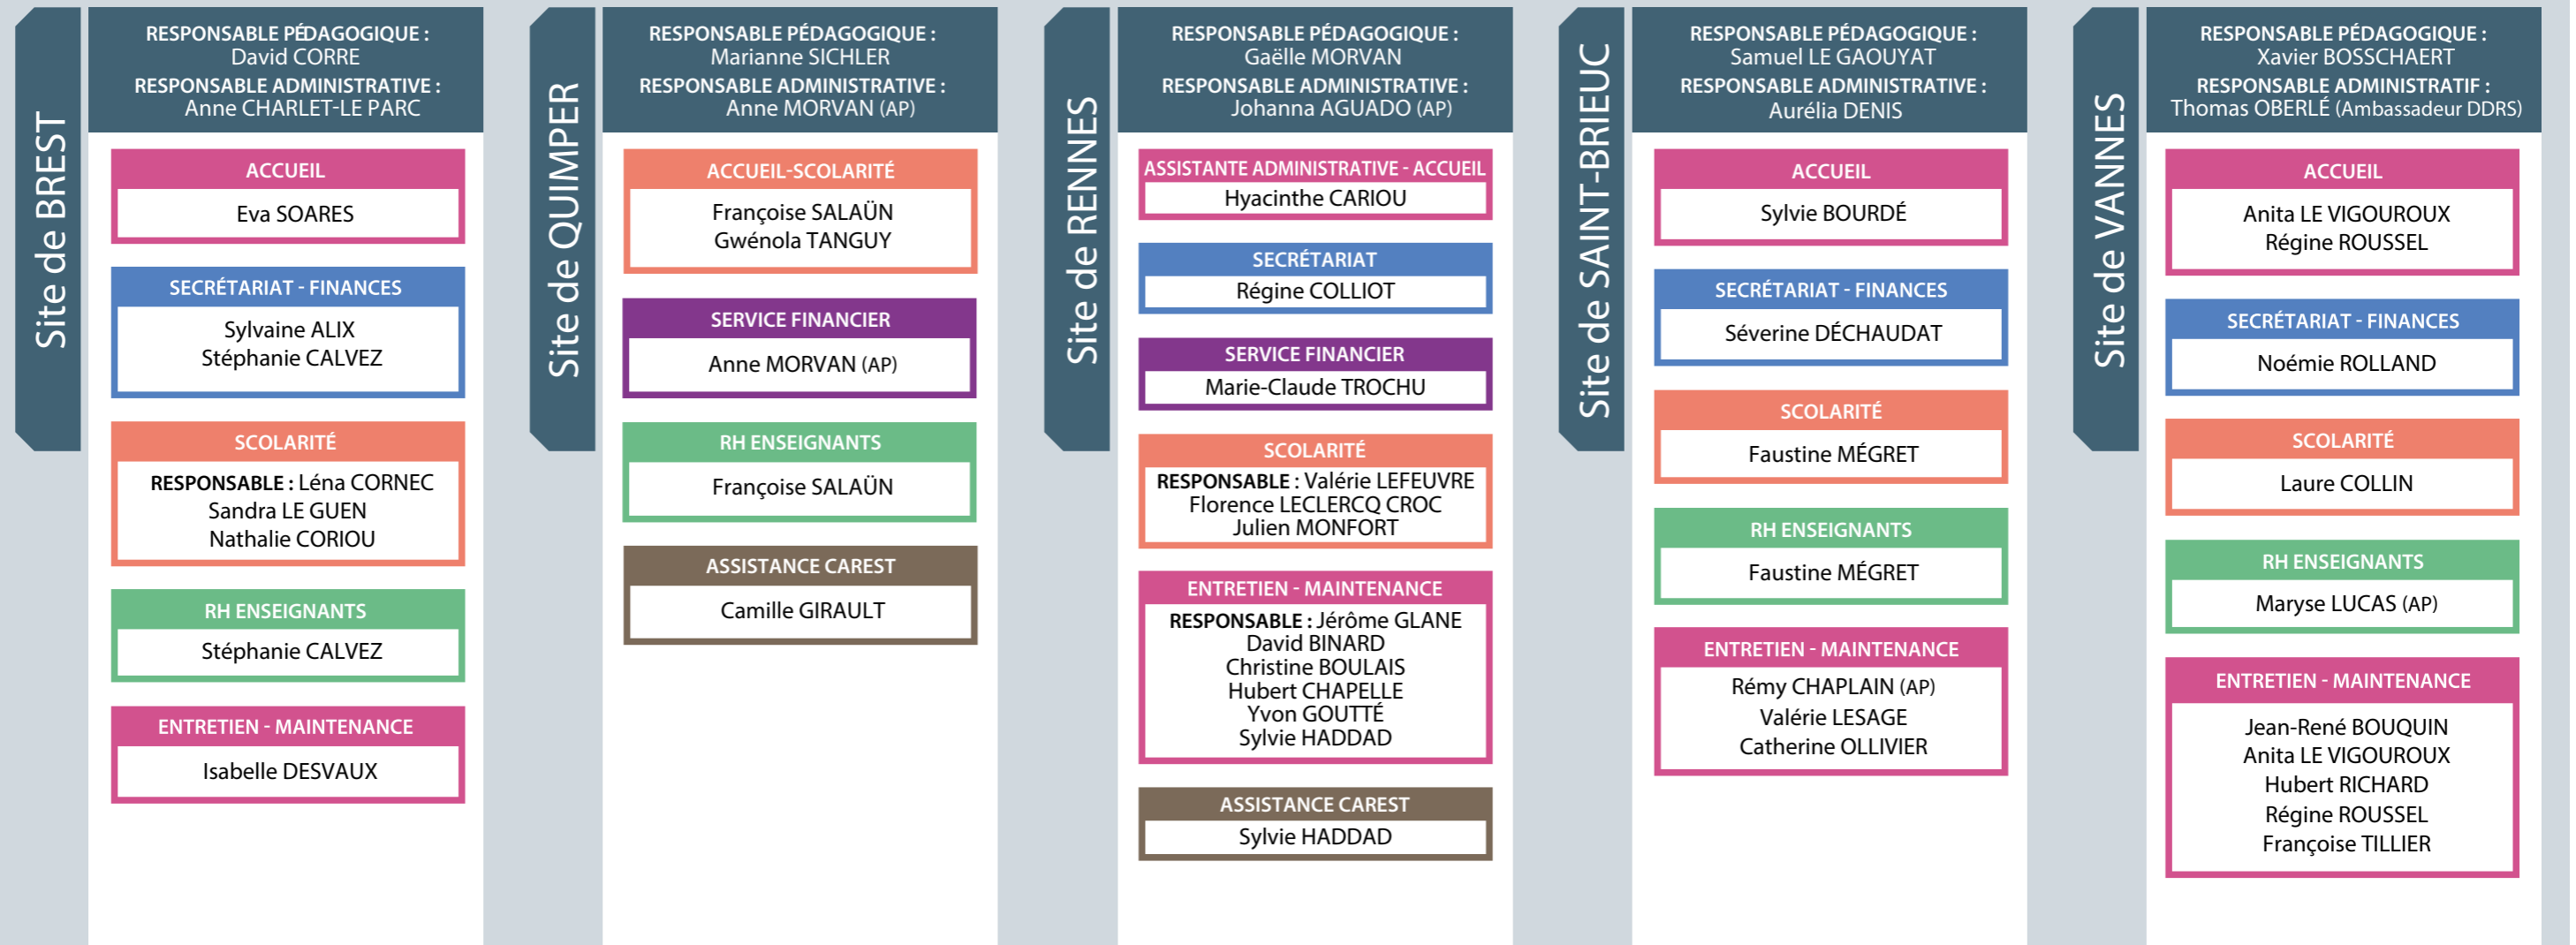 Site de BREST
RESPONSABLE PÉDAGOGIQUE :
David CORRE
RESPONSABLE ADMINISTRATIVE :
Anne CHARLET-LE PARC
ACCUEIL
Eva SOARES
SECRÉTARIAT - FINANCES
Sylvaine ALIX
Stéphanie CALVEZ
SCOLARITÉ
RESPONSABLE : Léna CORNEC
Sandra LE GUEN
Nathalie CORIOU
RH ENSEIGNANTS
Stéphanie CALVEZ
ENTRETIEN - MAINTENANCE
Isabelle DESVAUX
Site de QUIMPER
RESPONSABLE PÉDAGOGIQUE :
Marianne SICHLER
RESPONSABLE ADMINISTRATIVE :
Anne MORVAN (AP)
ACCUEIL-SCOLARITÉ
Françoise SALAÜN
Gwénola TANGUY
SERVICE FINANCIER
Anne MORVAN (AP)
RH ENSEIGNANTS
Françoise SALAÜN
ASSISTANCE CAREST
Camille GIRAULT
Site de RENNES
RESPONSABLE PÉDAGOGIQUE :
Gaëlle MORVAN
RESPONSABLE ADMINISTRATIVE :
Johanna AGUADO (AP)
ASSISTANTE ADMINISTRATIVE - ACCUEIL
Hyacinthe CARIOU
SECRÉTARIAT
Régine COLLIOT
SERVICE FINANCIER
Marie-Claude TROCHU
SCOLARITÉ
RESPONSABLE : Valérie LEFEUVRE
Florence LECLERCQ CROC
Julien MONFORT
ENTRETIEN - MAINTENANCE
RESPONSABLE : Jérôme GLANE
David BINARD
Christine BOULAIS
Hubert CHAPELLE
Yvon GOUTTÉ
Sylvie HADDAD
ASSISTANCE CAREST
Sylvie HADDAD
Site de SAINT-BRIEUC
RESPONSABLE PÉDAGOGIQUE :
Samuel LE GAOUYAT
RESPONSABLE ADMINISTRATIVE :
Aurélia DENIS
ACCUEIL
Sylvie BOURDÉ
SECRÉTARIAT - FINANCES
Séverine DÉCHAUDAT
SCOLARITÉ
Faustine MÉGRET
RH ENSEIGNANTS
Faustine MÉGRET
ENTRETIEN - MAINTENANCE
Rémy CHAPLAIN (AP)
Valérie LESAGE
Catherine OLLIVIER
Site de VANNES
RESPONSABLE PÉDAGOGIQUE :
Xavier BOSSCHAERT
RESPONSABLE ADMINISTRATIF :
Thomas OBERLÉ (Ambassadeur DDRS)
ACCUEIL
Anita LE VIGOUROUX
Régine ROUSSEL
SECRÉTARIAT - FINANCES
Noémie ROLLAND
SCOLARITÉ
Laure COLLIN
RH ENSEIGNANTS
Maryse LUCAS (AP)
ENTRETIEN - MAINTENANCE
Jean-René BOUQUIN
Anita LE VIGOUROUX
Hubert RICHARD
Régine ROUSSEL
Françoise TILLIER